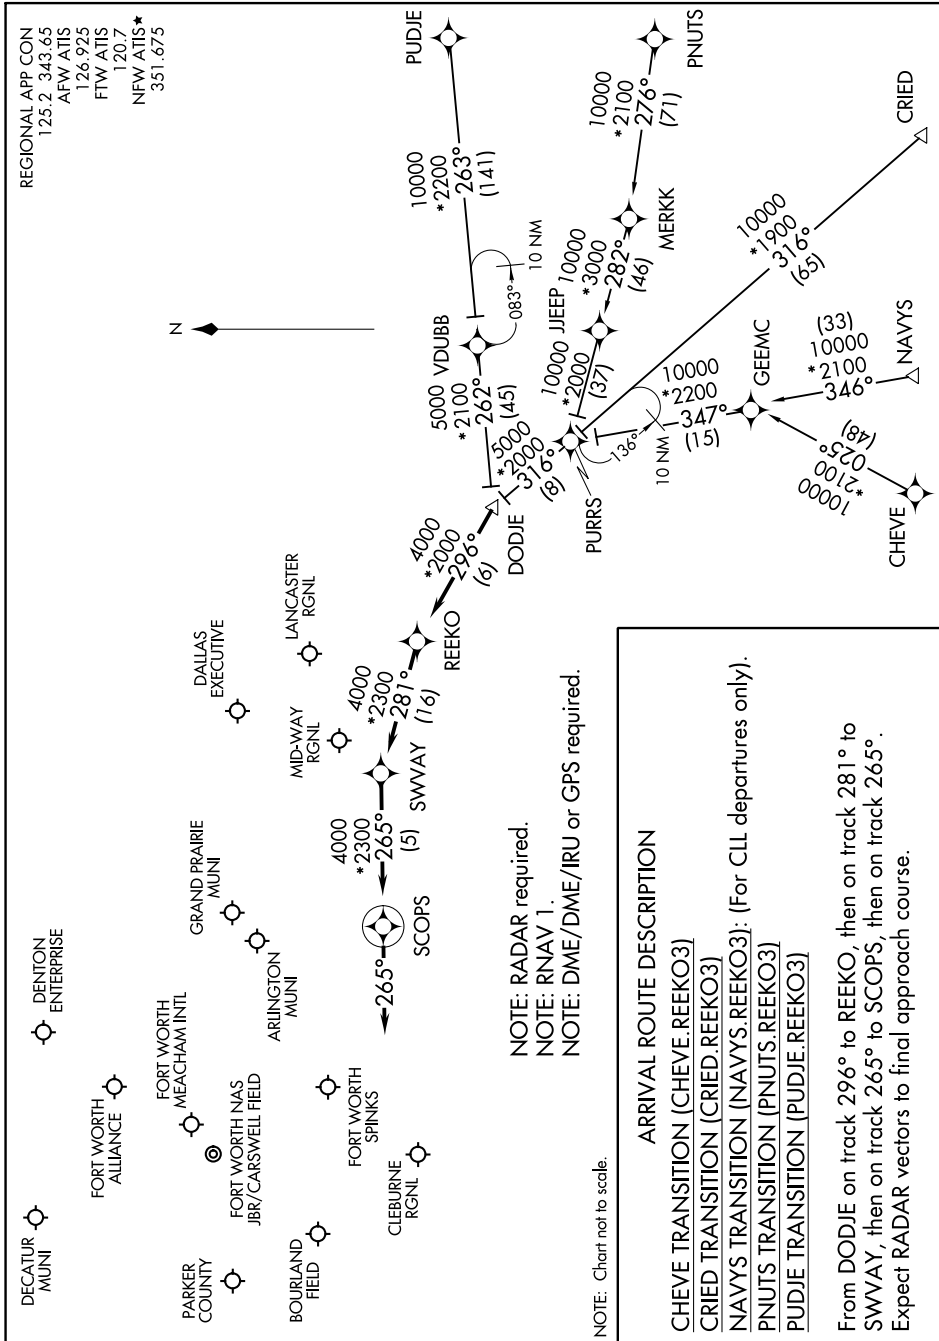 REGIONAL APP CON
125.2 343.65
AFW ATIS
126.925
FTW ATIS
120.7
NFW ATIS★
351.675
DECATUR
MUNI
DENTON
ENTERPRISE
FORT WORTH
ALLIANCE
FORT WORTH
MEACHAM INTL
GRAND PRAIRIE
MUNI
DALLAS
EXECUTIVE
PARKER
COUNTY
FORT WORTH NAS
JBR/CARSWELL FIELD
ARLINGTON
MUNI
LANCASTER
RGNL
MID-WAY
RGNL
BOURLAND
FIELD
FORT WORTH
SPINKS
CLEBURNE
RGNL
N
PUDJE
10000
*2200
263°
(141)
10 NM
083°
VDUBB
5000
*2100
262°
(45)
PNUTS
10000
*2100
276°
(71)
MERKK
10000
*3000
282°
(46)
JJEEP
10000
*2000
(37)
CRIED
10000
*1900
316°
(65)
NAVYS
(33)
10000
*2100
346°
GEEMC
10000
*2200
347°
(15)
CHEVE
10000
*2100
025°
(48)
136°
10 NM
PURRS
5000
*2000
316°
(8)
DODJE
4000
*2000
296°
(6)
REEKO
4000
*2300
281°
(16)
SWVAY
4000
*2300
265°
(5)
SCOPS
265°
NOTE: RADAR required.
NOTE: RNAV 1.
NOTE: DME/DME/IRU or GPS required.
NOTE: Chart not to scale.
ARRIVAL ROUTE DESCRIPTION
CHEVE TRANSITION (CHEVE.REEKO3)
CRIED TRANSITION (CRIED.REEKO3)
NAVYS TRANSITION (NAVYS.REEKO3): (For CLL departures only).
PNUTS TRANSITION (PNUTS.REEKO3)
PUDJE TRANSITION (PUDJE.REEKO3)
From DODJE on track 296° to REEKO, then on track 281° to
SWVAY, then on track 265° to SCOPS, then on track 265°.
Expect RADAR vectors to final approach course.